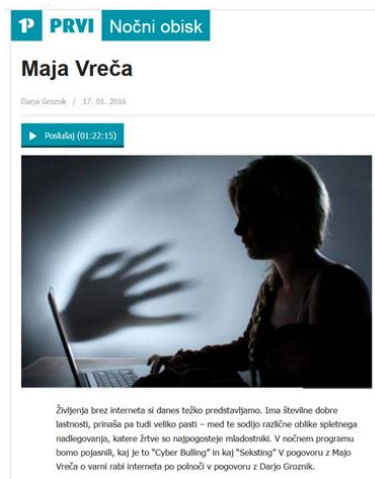 PRVI Nočni obisk
Maja Vreča
Darja Groznik / 17. 01. 2016
Poslušaj (01:22:15)
Življenja brez interneta si danes težko predstavljamo. Ima številne dobre
lastnosti, prinaša pa tudi veliko pasti – med te sodijo različne oblike spletnega
nadlegovanja, katere žrtve so najpogosteje mladostniki. V nočnem programu
bomo pojasnili, kaj je to "Cyber Bulling" in kaj "Seksting" V pogovoru z Majo
Vreča o varni rabi interneta po polnoči v pogovoru z Darjo Groznik.